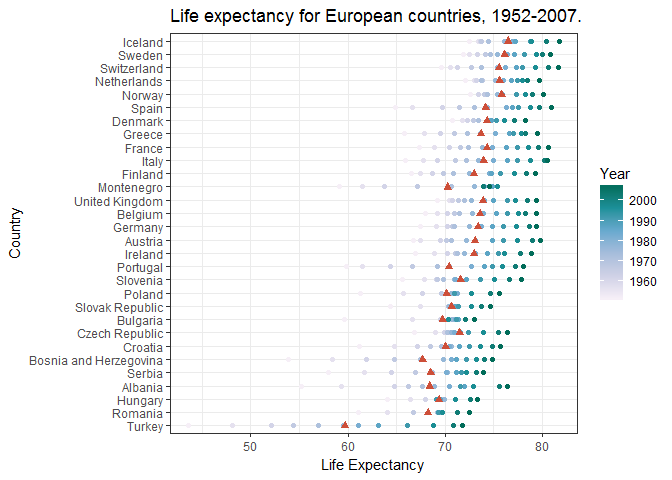 Life expectancy for European countries, 1952-2007.
Country
Iceland
Sweden
Switzerland
Netherlands
Norway
Spain
Denmark
Greece
France
Italy
Finland
Montenegro
United Kingdom
Belgium
Germany
Austria
Ireland
Portugal
Slovenia
Poland
Slovak Republic
Bulgaria
Czech Republic
Croatia
Bosnia and Herzegovina
Serbia
Albania
Hungary
Romania
Turkey
50 60 70 80
Life Expectancy
Year
2000
1990
1980
1970
1960